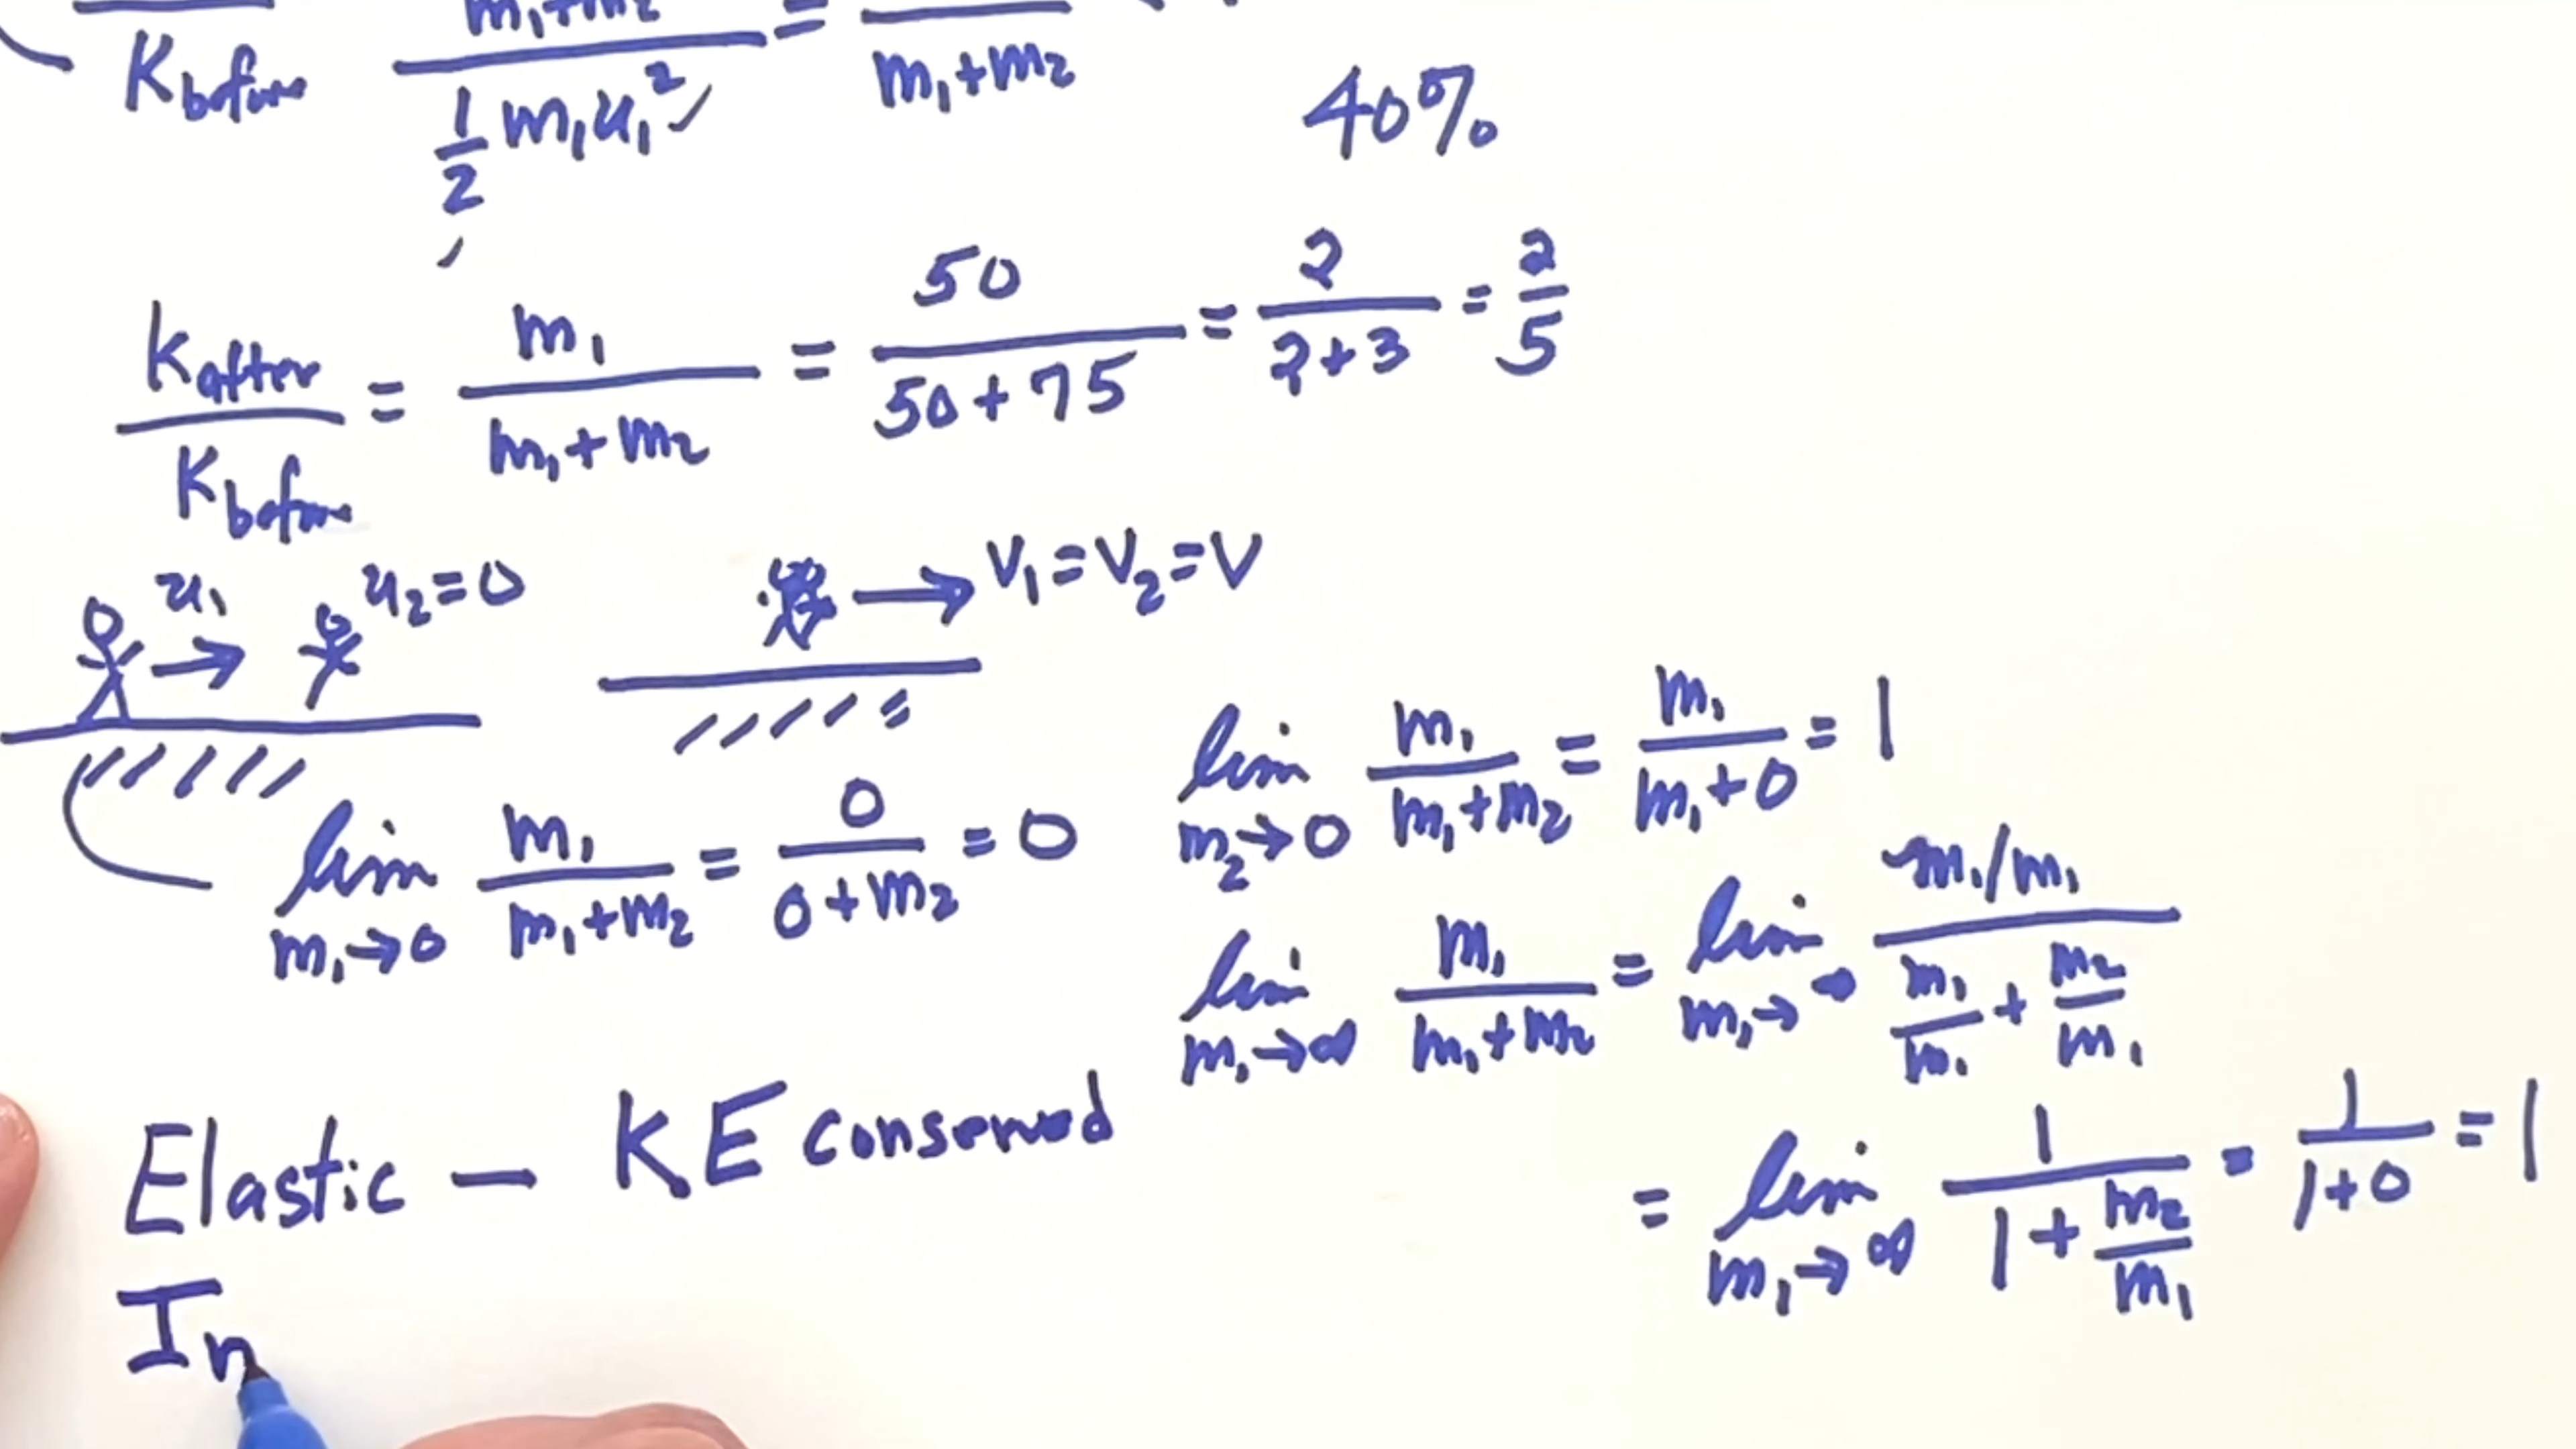 K before m₁+m₂ / ½ m₁u₁² = / m₁+m₂
40%
K after / K before = m₁ / m₁+m₂ = 50 / 50+75 = 2 / 2+3 = 2/5
u₁ → u₂=0
→ v₁=v₂=v
lim m₁→0 m₁ / m₁+m₂ = 0 / 0+m₂ = 0
lim m₂→0 m₁ / m₁+m₂ = m₁ / m₁+0 = 1
lim m₁→∞ m₁ / m₁+m₂ = lim m₁→∞ m₁/m₁ / m₁/m₁ + m₂/m₁
= lim m₁→∞ 1 / 1+m₂/m₁ = 1 / 1+0 = 1
Elastic – KE conserved
In